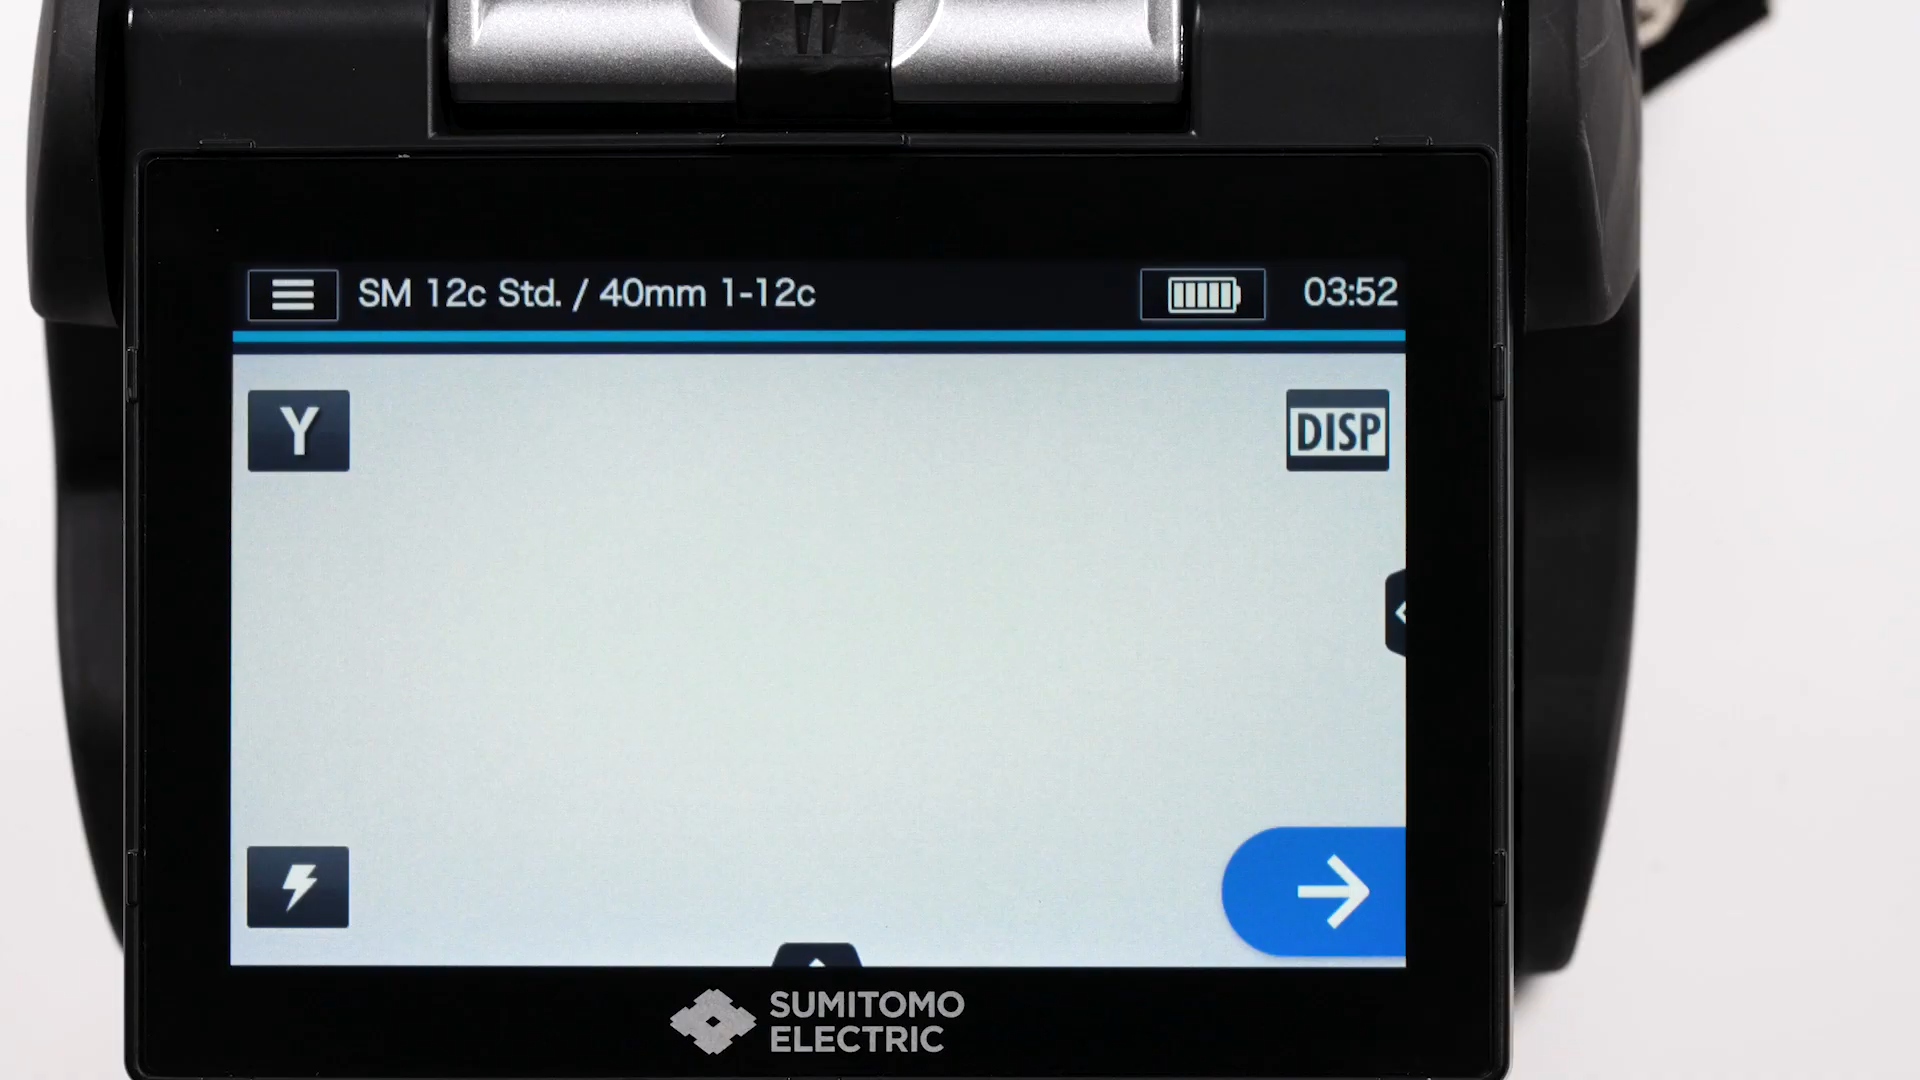 SM 12c Std. / 40mm 1-12c
03:52
Y
DISP
SUMITOMO
ELECTRIC